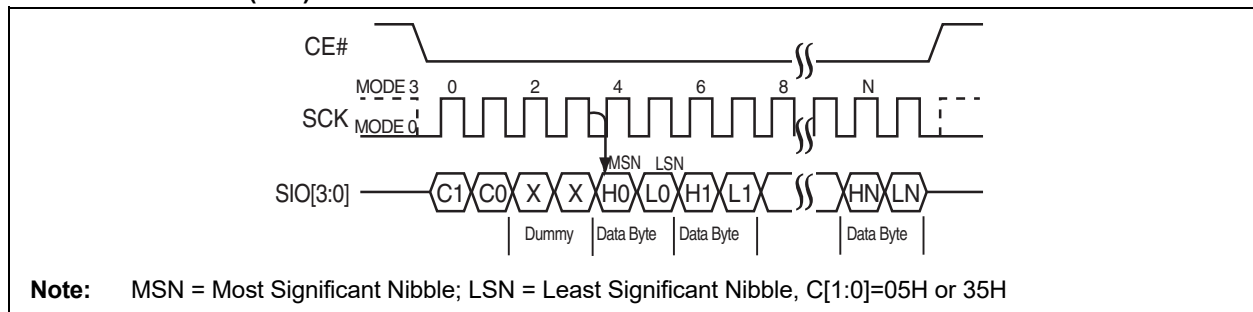 CE#
MODE 3 0 2 4 6 8 N
SCK MODE 0
MSN LSN
SIO[3:0] C1 C0 X X H0 L0 H1 L1 HN LN
Dummy Data Byte Data Byte Data Byte
Note: MSN = Most Significant Nibble; LSN = Least Significant Nibble, C[1:0]=05H or 35H